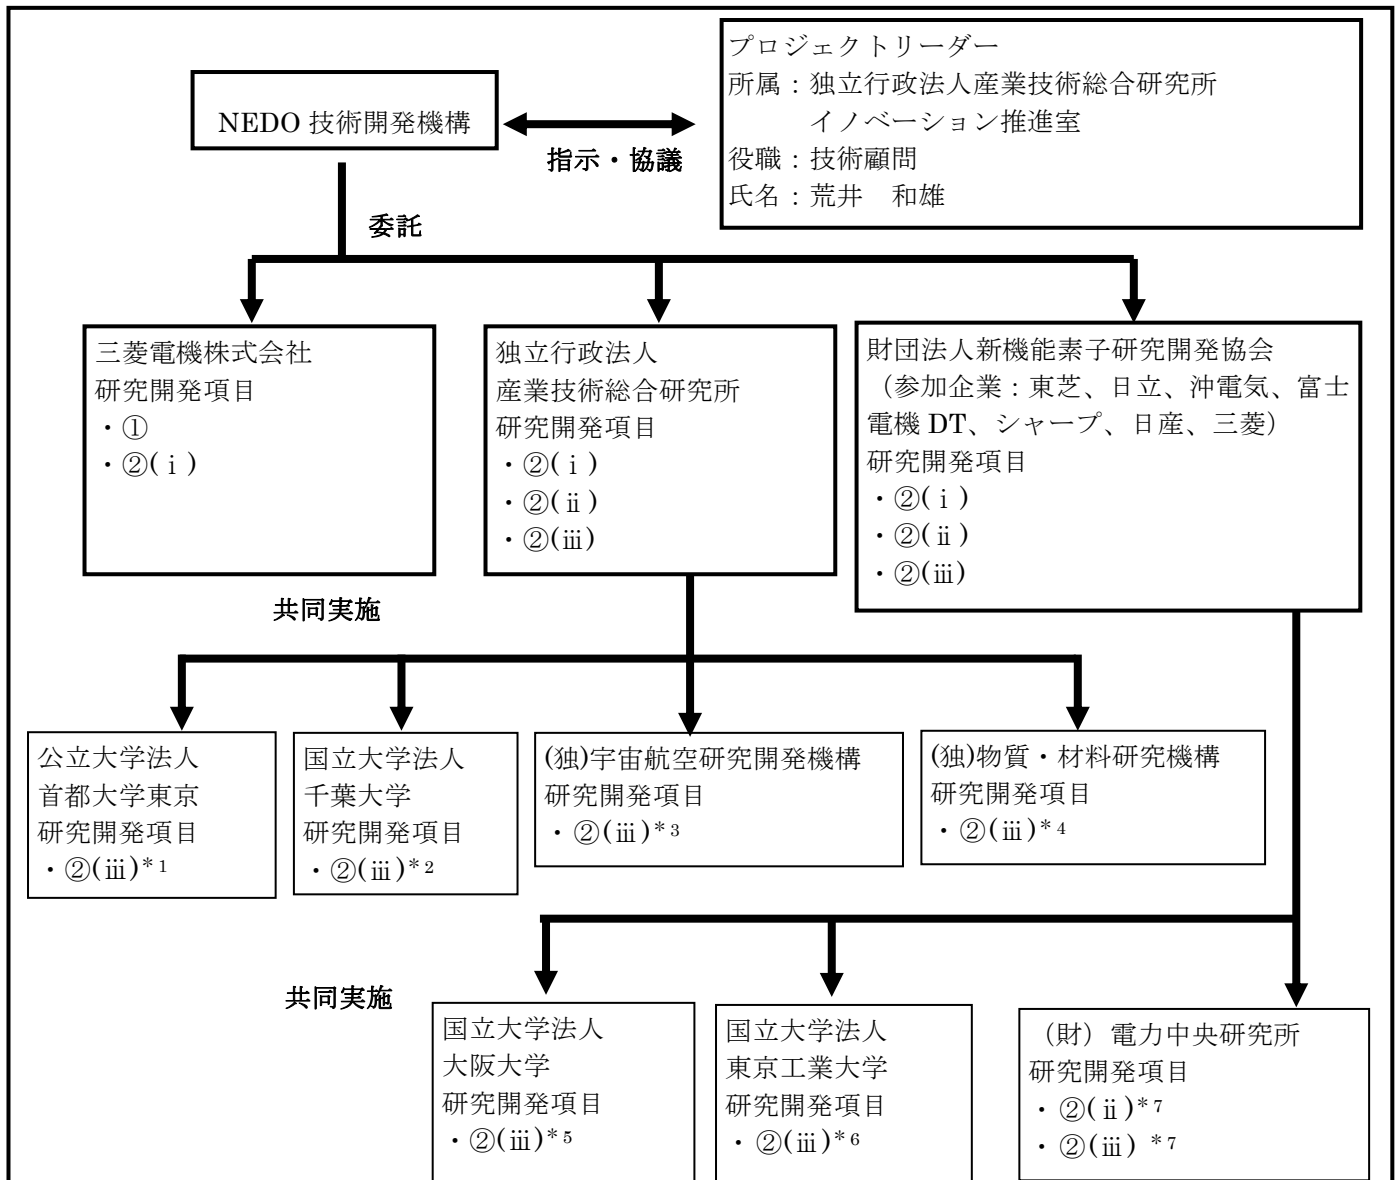 プロジェクトリーダー
所属：独立行政法人産業技術総合研究所
イノベーション推進室
役職：技術顧問
氏名：荒井　和雄
NEDO 技術開発機構
指示・協議
委託
三菱電機株式会社
研究開発項目
・①
・②(ⅰ)
独立行政法人
産業技術総合研究所
研究開発項目
・②(ⅰ)
・②(ⅱ)
・②(ⅲ)
財団法人新機能素子研究開発協会
（参加企業：東芝、日立、沖電気、富士
電機 DT、シャープ、日産、三菱）
研究開発項目
・②(ⅰ)
・②(ⅱ)
・②(ⅲ)
共同実施
公立大学法人
首都大学東京
研究開発項目
・②(ⅲ)*1
国立大学法人
千葉大学
研究開発項目
・②(ⅲ)*2
(独)宇宙航空研究開発機構
研究開発項目
・②(ⅲ)*3
(独)物質・材料研究機構
研究開発項目
・②(ⅲ)*4
共同実施
国立大学法人
大阪大学
研究開発項目
・②(ⅲ)*5
国立大学法人
東京工業大学
研究開発項目
・②(ⅲ)*6
（財）電力中央研究所
研究開発項目
・②(ⅱ)*7
・②(ⅲ) *7